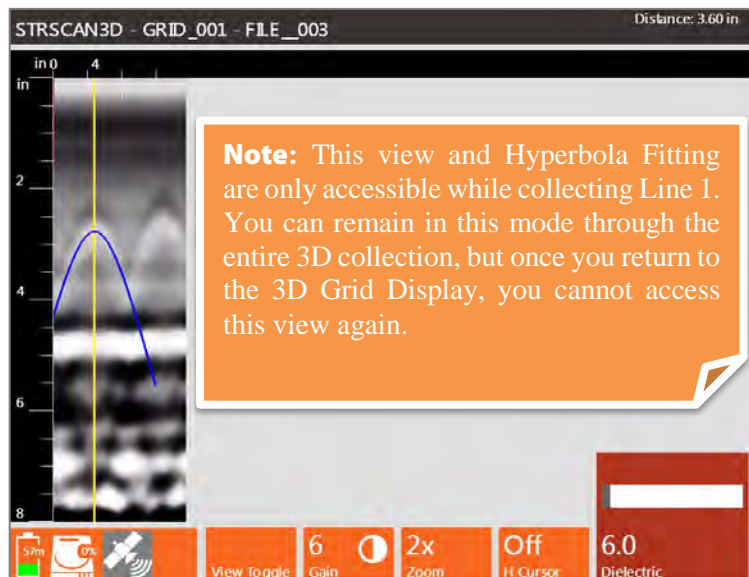 STRSCAN3D - GRID_001 - FILE__003
Distance: 3.60 in
in 0 4
in
2
4
6
8
Note: This view and Hyperbola Fitting
are only accessible while collecting Line 1.
You can remain in this mode through the
entire 3D collection, but once you return to
the 3D Grid Display, you cannot access
this view again.
57m
0%
View Toggle
6
Gain
2x
Zoom
Off
H Cursor
6.0
Dielectric